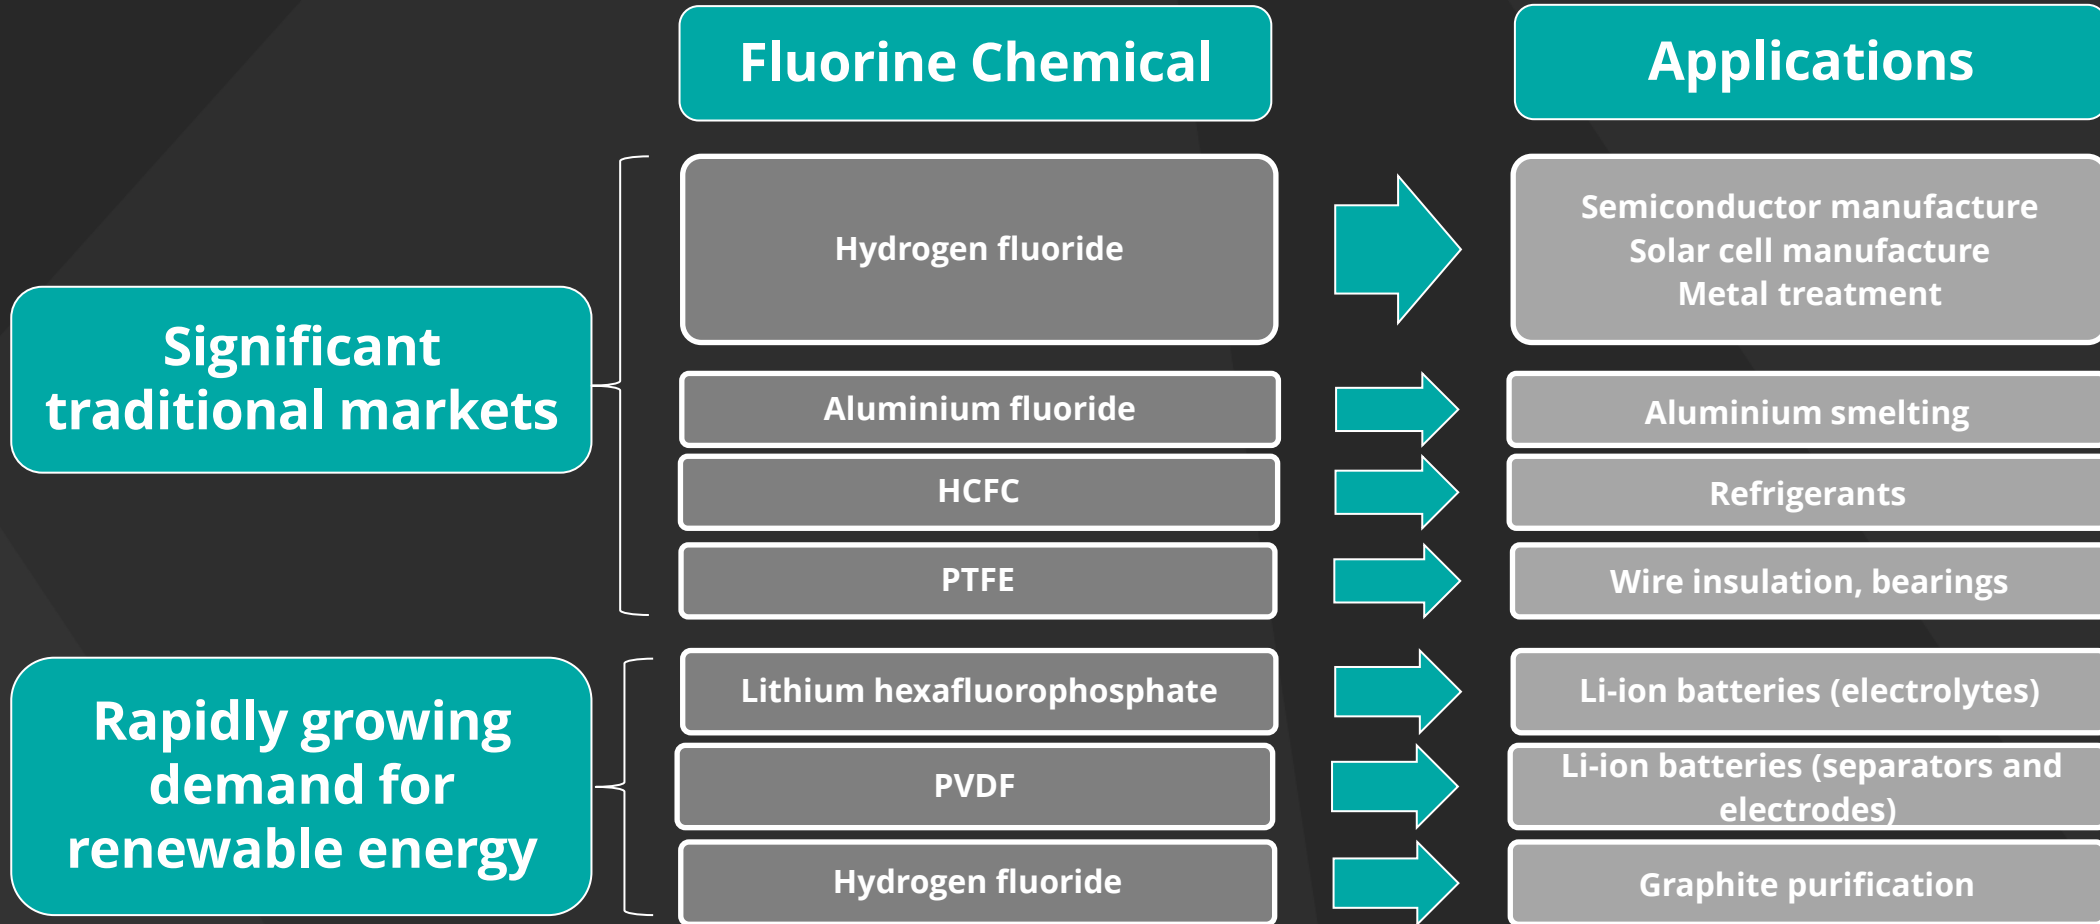 Fluorine Chemical
Applications
Significant
traditional markets
Hydrogen fluoride
Semiconductor manufacture
Solar cell manufacture
Metal treatment
Aluminium fluoride
Aluminium smelting
HCFC
Refrigerants
PTFE
Wire insulation, bearings
Rapidly growing
demand for
renewable energy
Lithium hexafluorophosphate
Li-ion batteries (electrolytes)
PVDF
Li-ion batteries (separators and
electrodes)
Hydrogen fluoride
Graphite purification